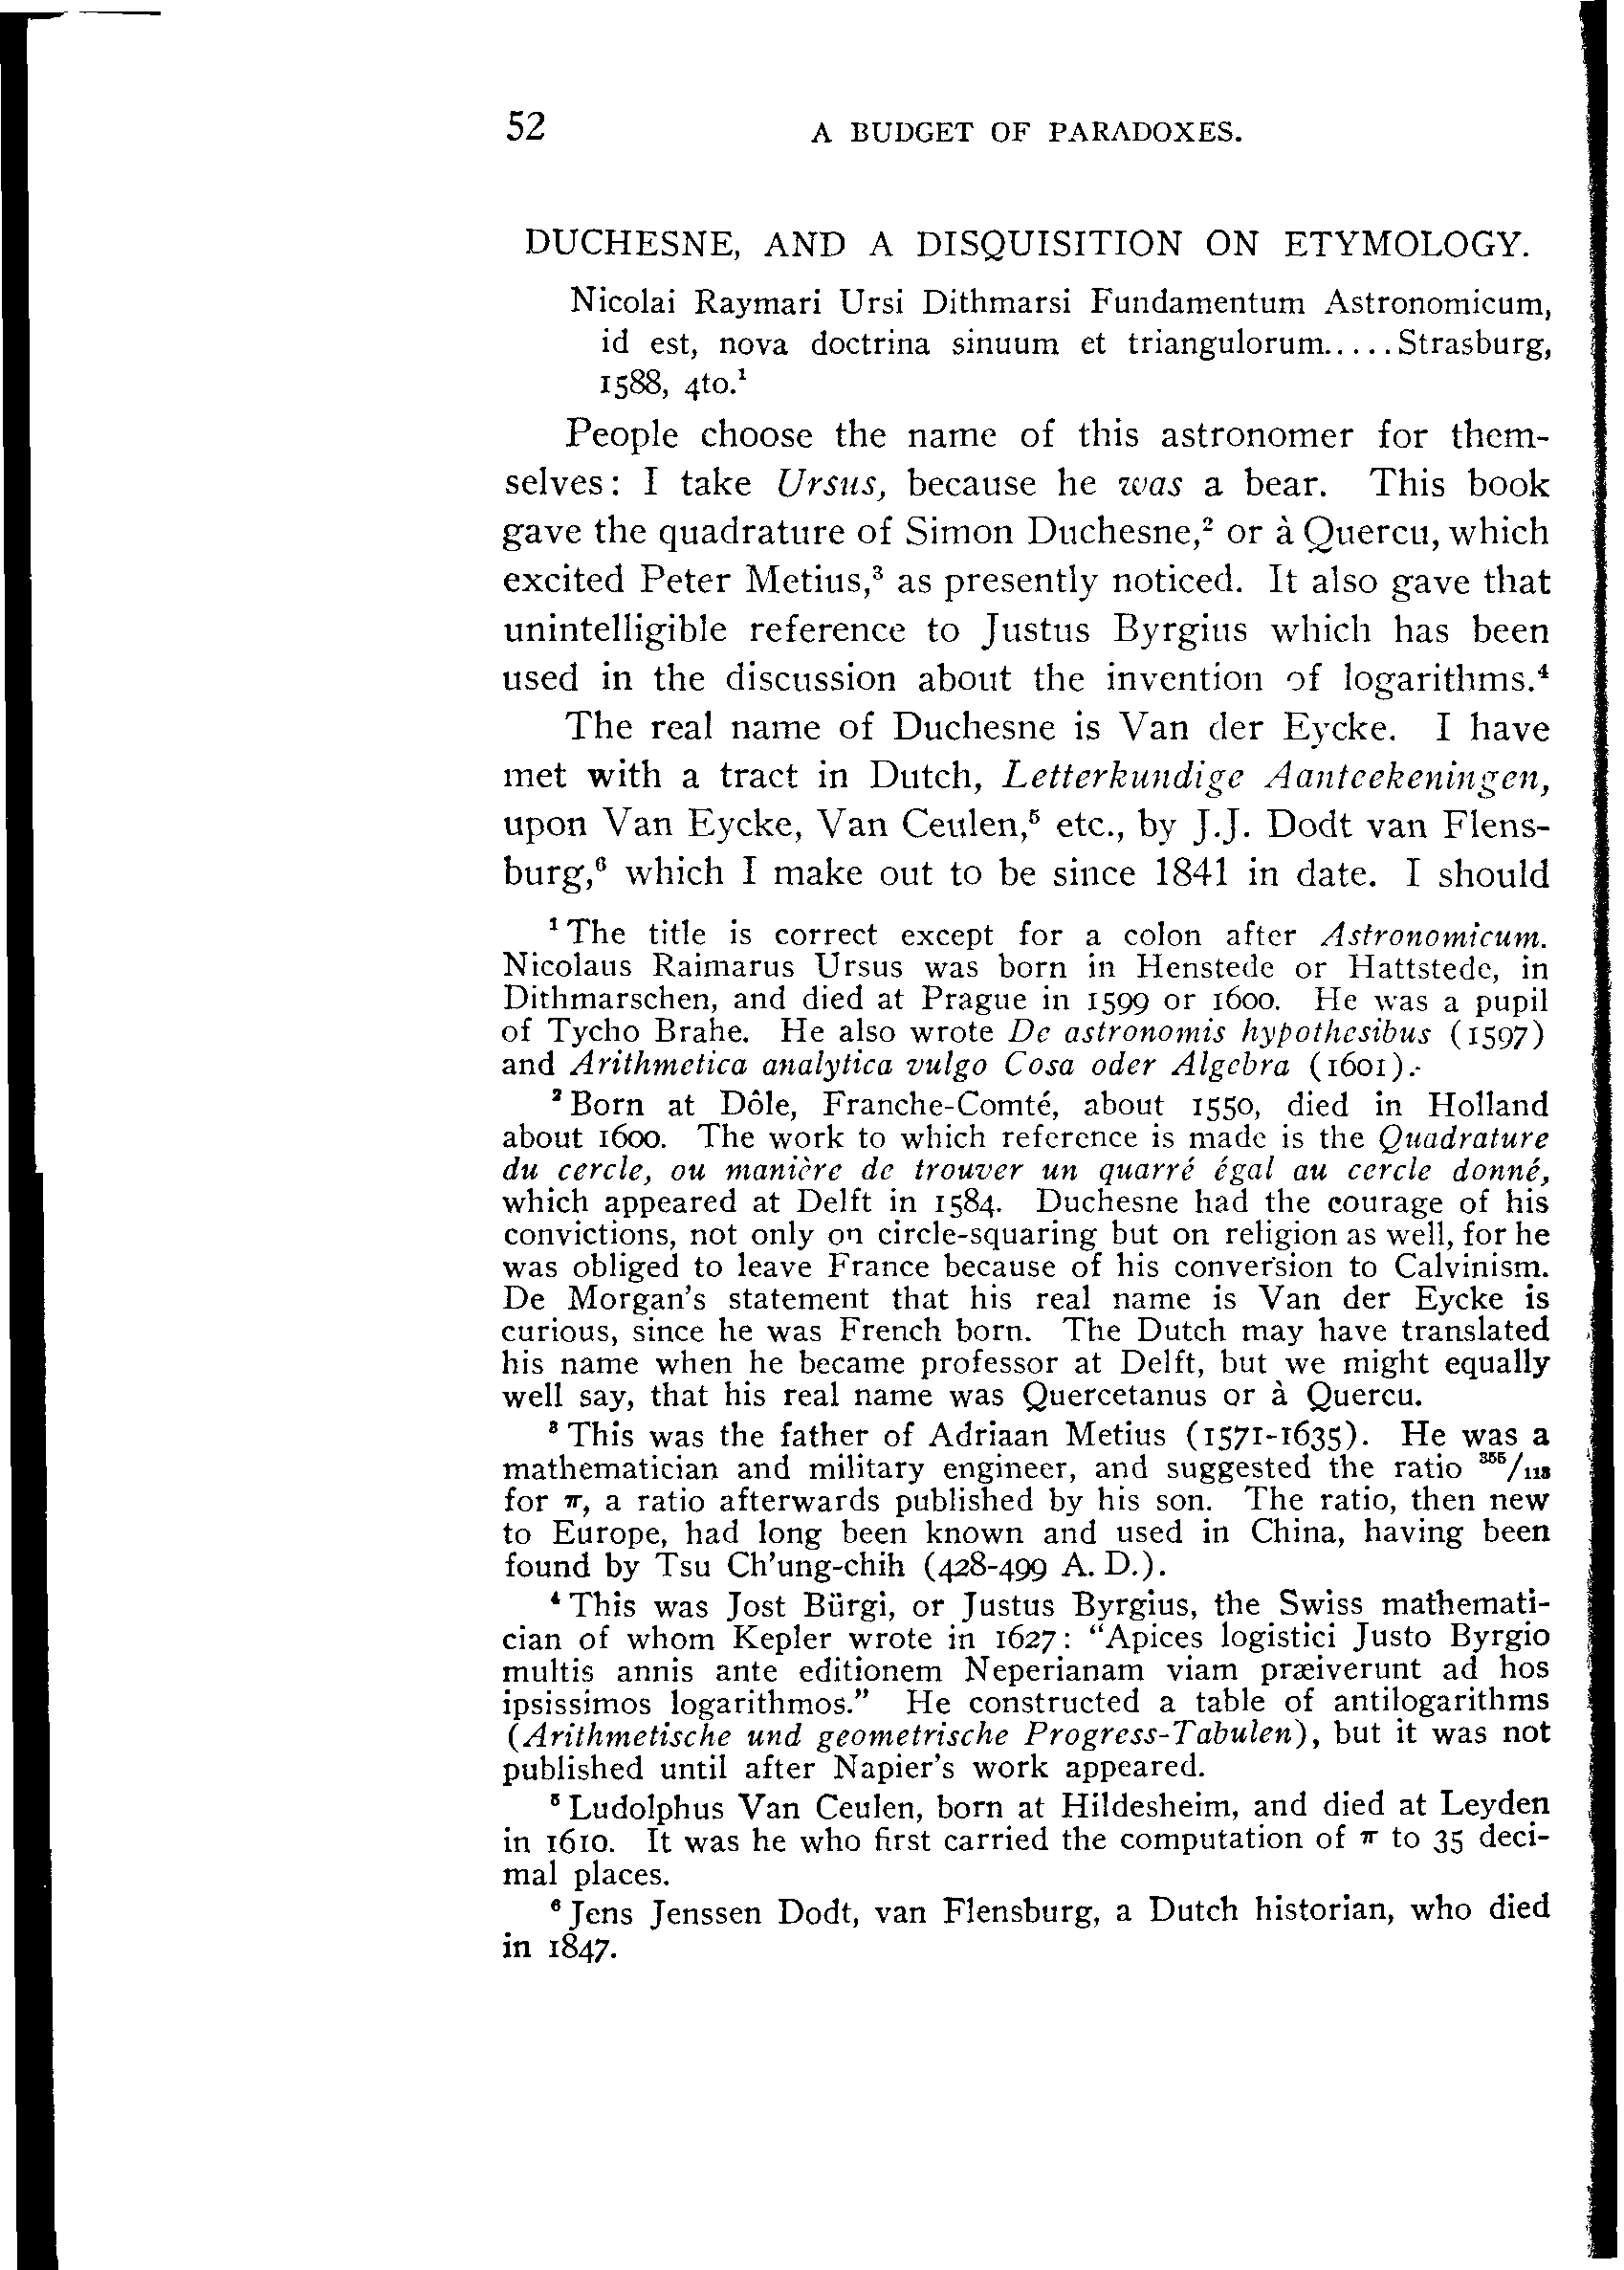 52 A BUDGET OF PARADOXES.
DUCHESNE, AND A DISQUISITION ON ETYMOLOGY.
Nicolai Raymari Ursi Dithmarsi Fundamentum Astronomicum,
id est, nova doctrina sinuum et triangulorum.....Strasburg,
1588, 4to.¹
People choose the name of this astronomer for them-
selves: I take Ursus, because he was a bear. This book
gave the quadrature of Simon Duchesne,² or à Quercu, which
excited Peter Metius,³ as presently noticed. It also gave that
unintelligible reference to Justus Byrgius which has been
used in the discussion about the invention of logarithms.⁴
The real name of Duchesne is Van der Eycke. I have
met with a tract in Dutch, Letterkundige Aanteekeningen,
upon Van Eycke, Van Ceulen,⁵ etc., by J.J. Dodt van Flens-
burg,⁶ which I make out to be since 1841 in date. I should
¹ The title is correct except for a colon after Astronomicum.
Nicolaus Raimarus Ursus was born in Henstede or Hattstede, in
Dithmarschen, and died at Prague in 1599 or 1600. He was a pupil
of Tycho Brahe. He also wrote De astronomis hypothesibus (1597)
and Arithmetica analytica vulgo Cosa oder Algebra (1601).
² Born at Dôle, Franche-Comté, about 1550, died in Holland
about 1600. The work to which reference is made is the Quadrature
du cercle, ou manière de trouver un quarré égal au cercle donné,
which appeared at Delft in 1584. Duchesne had the courage of his
convictions, not only on circle-squaring but on religion as well, for he
was obliged to leave France because of his conversion to Calvinism.
De Morgan's statement that his real name is Van der Eycke is
curious, since he was French born. The Dutch may have translated
his name when he became professor at Delft, but we might equally
well say, that his real name was Quercetanus or à Quercu.
³ This was the father of Adriaan Metius (1571-1635). He was a
mathematician and military engineer, and suggested the ratio ³⁵⁵/₁₁₃
for π, a ratio afterwards published by his son. The ratio, then new
to Europe, had long been known and used in China, having been
found by Tsu Ch'ung-chih (428-499 A. D.).
⁴ This was Jost Bürgi, or Justus Byrgius, the Swiss mathemati-
cian of whom Kepler wrote in 1627: "Apices logistici Justo Byrgio
multis annis ante editionem Neperianam viam præiverunt ad hos
ipsissimos logarithmos." He constructed a table of antilogarithms
(Arithmetische und geometrische Progress-Tabulen), but it was not
published until after Napier's work appeared.
⁵ Ludolphus Van Ceulen, born at Hildesheim, and died at Leyden
in 1610. It was he who first carried the computation of π to 35 deci-
mal places.
⁶ Jens Jenssen Dodt, van Flensburg, a Dutch historian, who died
in 1847.